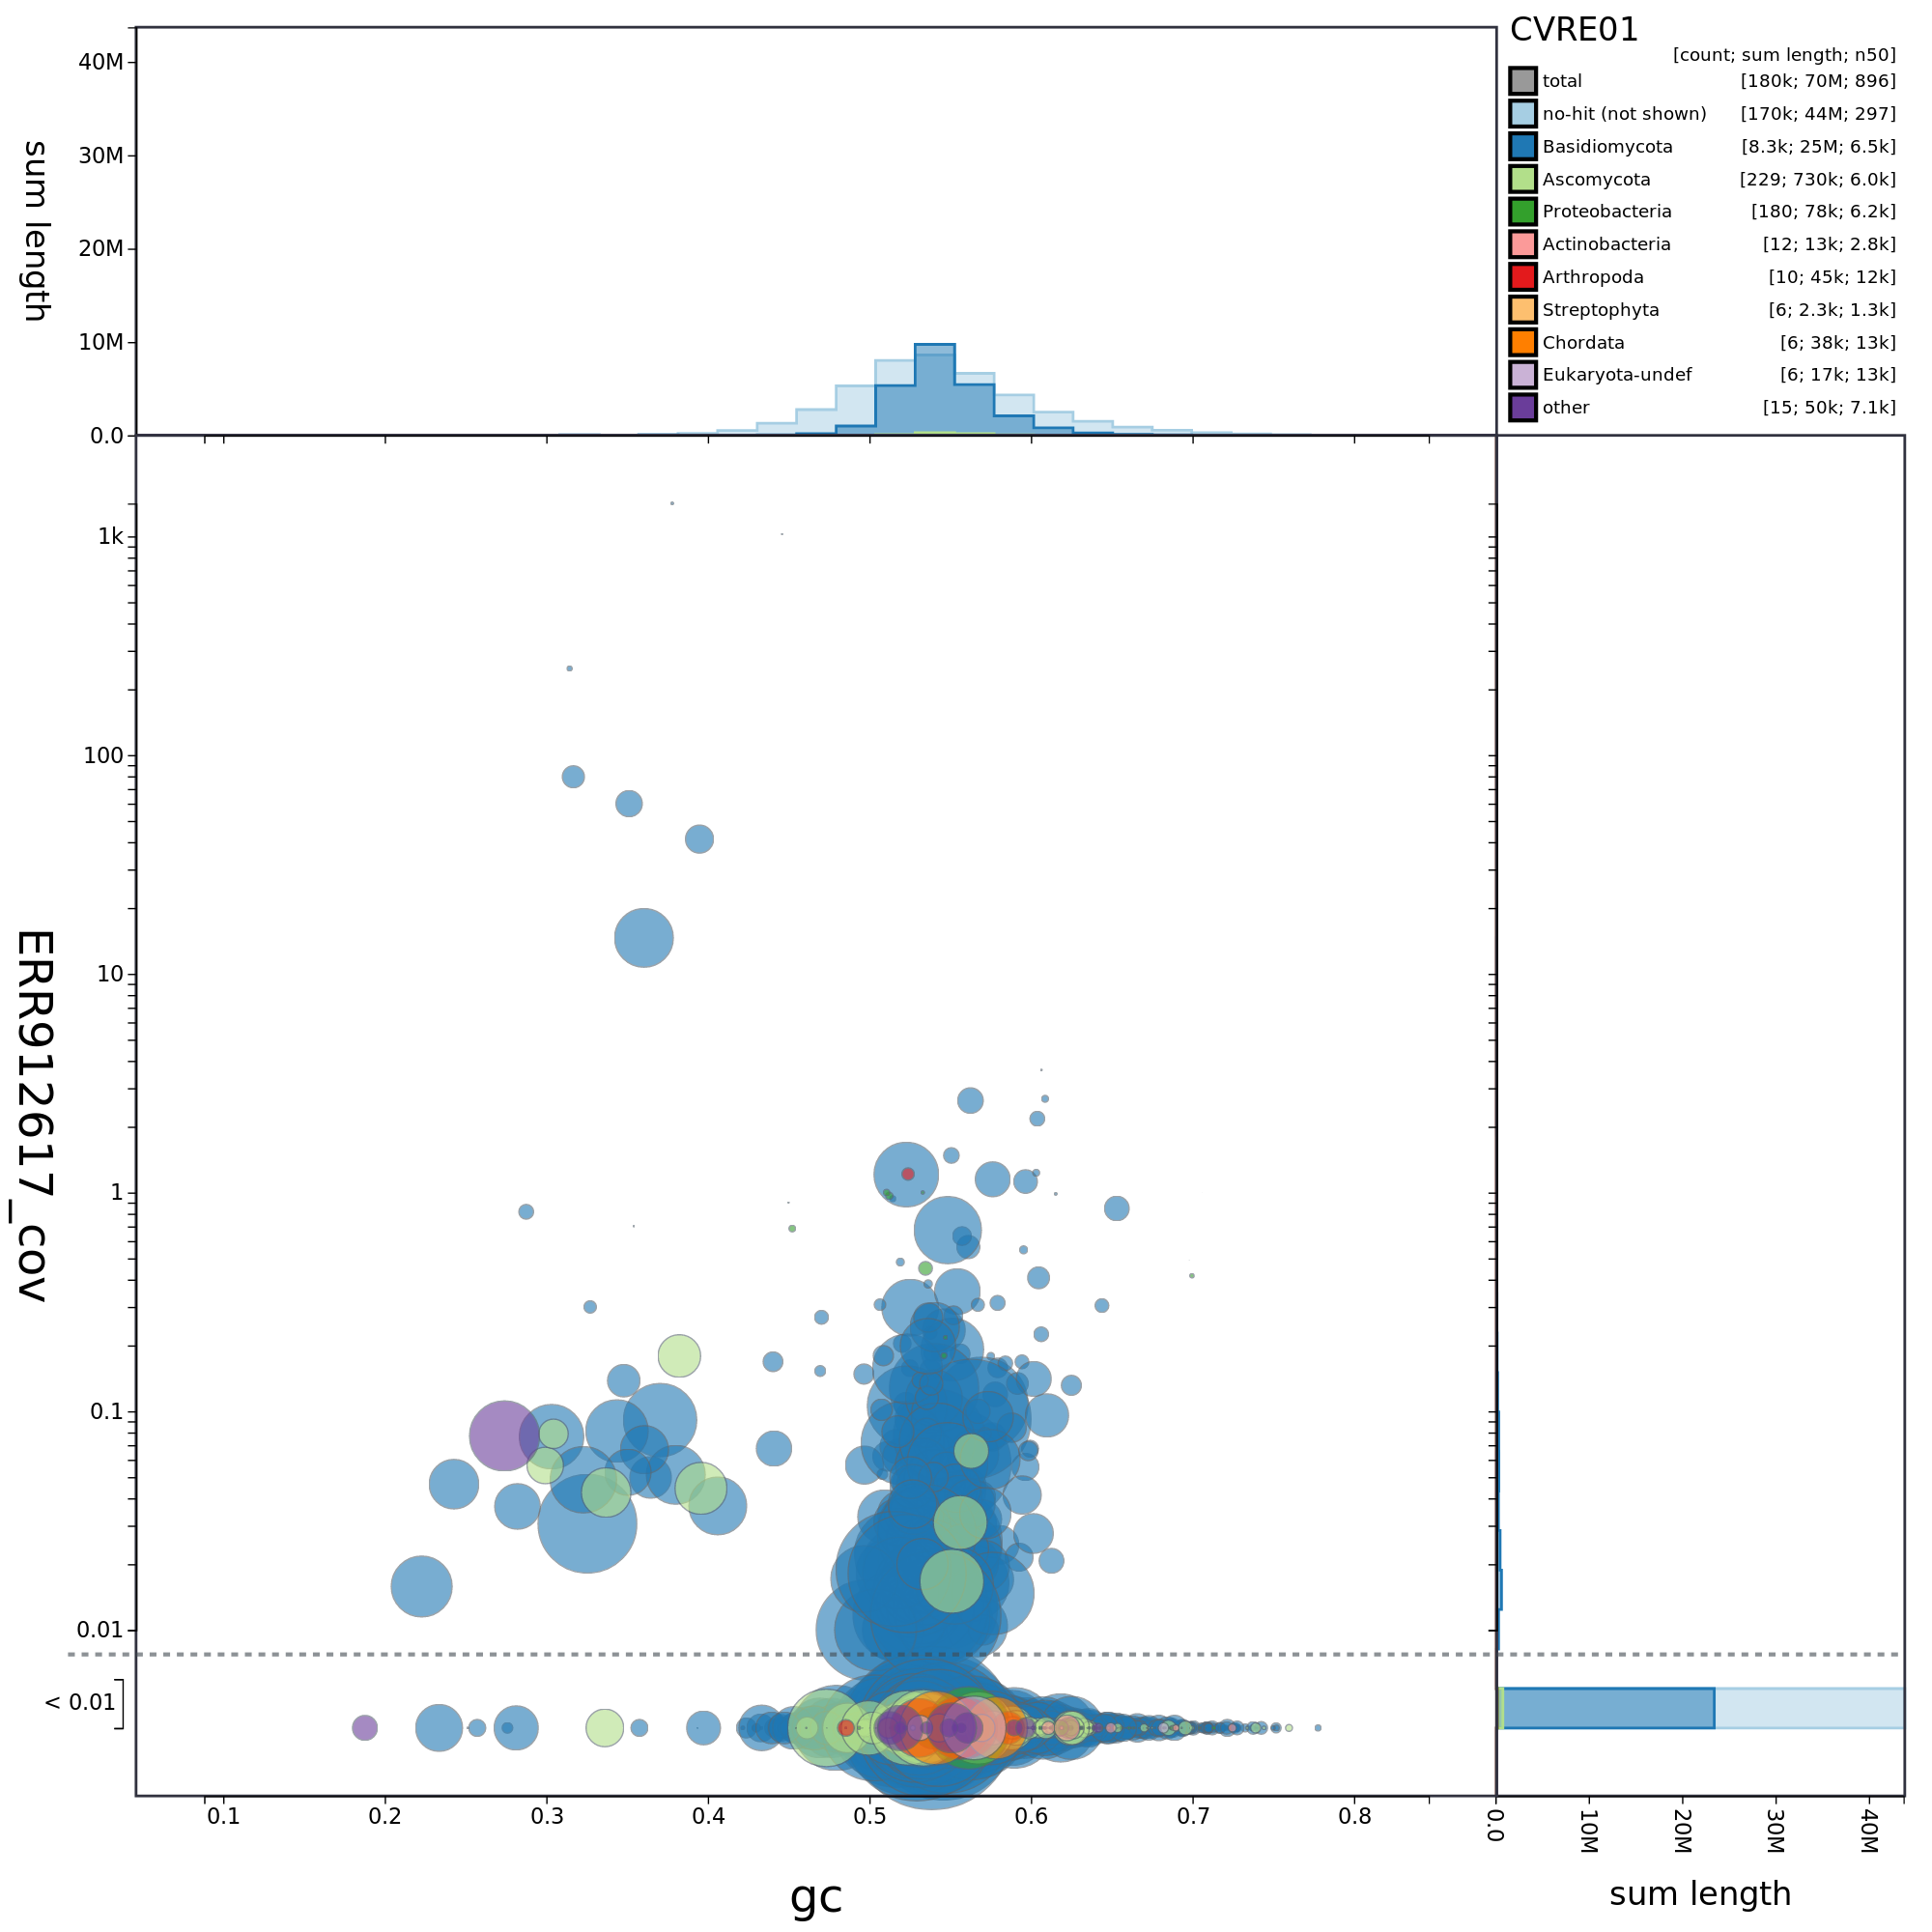 CVRE01
[count; sum length; n50]
total [180k; 70M; 896]
no-hit (not shown) [170k; 44M; 297]
Basidiomycota [8.3k; 25M; 6.5k]
Ascomycota [229; 730k; 6.0k]
Proteobacteria [180; 78k; 6.2k]
Actinobacteria [12; 13k; 2.8k]
Arthropoda [10; 45k; 12k]
Streptophyta [6; 2.3k; 1.3k]
Chordata [6; 38k; 13k]
Eukaryota-undef [6; 17k; 13k]
other [15; 50k; 7.1k]
sum length
40M
30M
20M
10M
0.0
ERR912617_cov
1k
100
10
1
0.1
0.01
< 0.01
0.1 0.2 0.3 0.4 0.5 0.6 0.7 0.8
gc
0.0 10M 20M 30M 40M
sum length